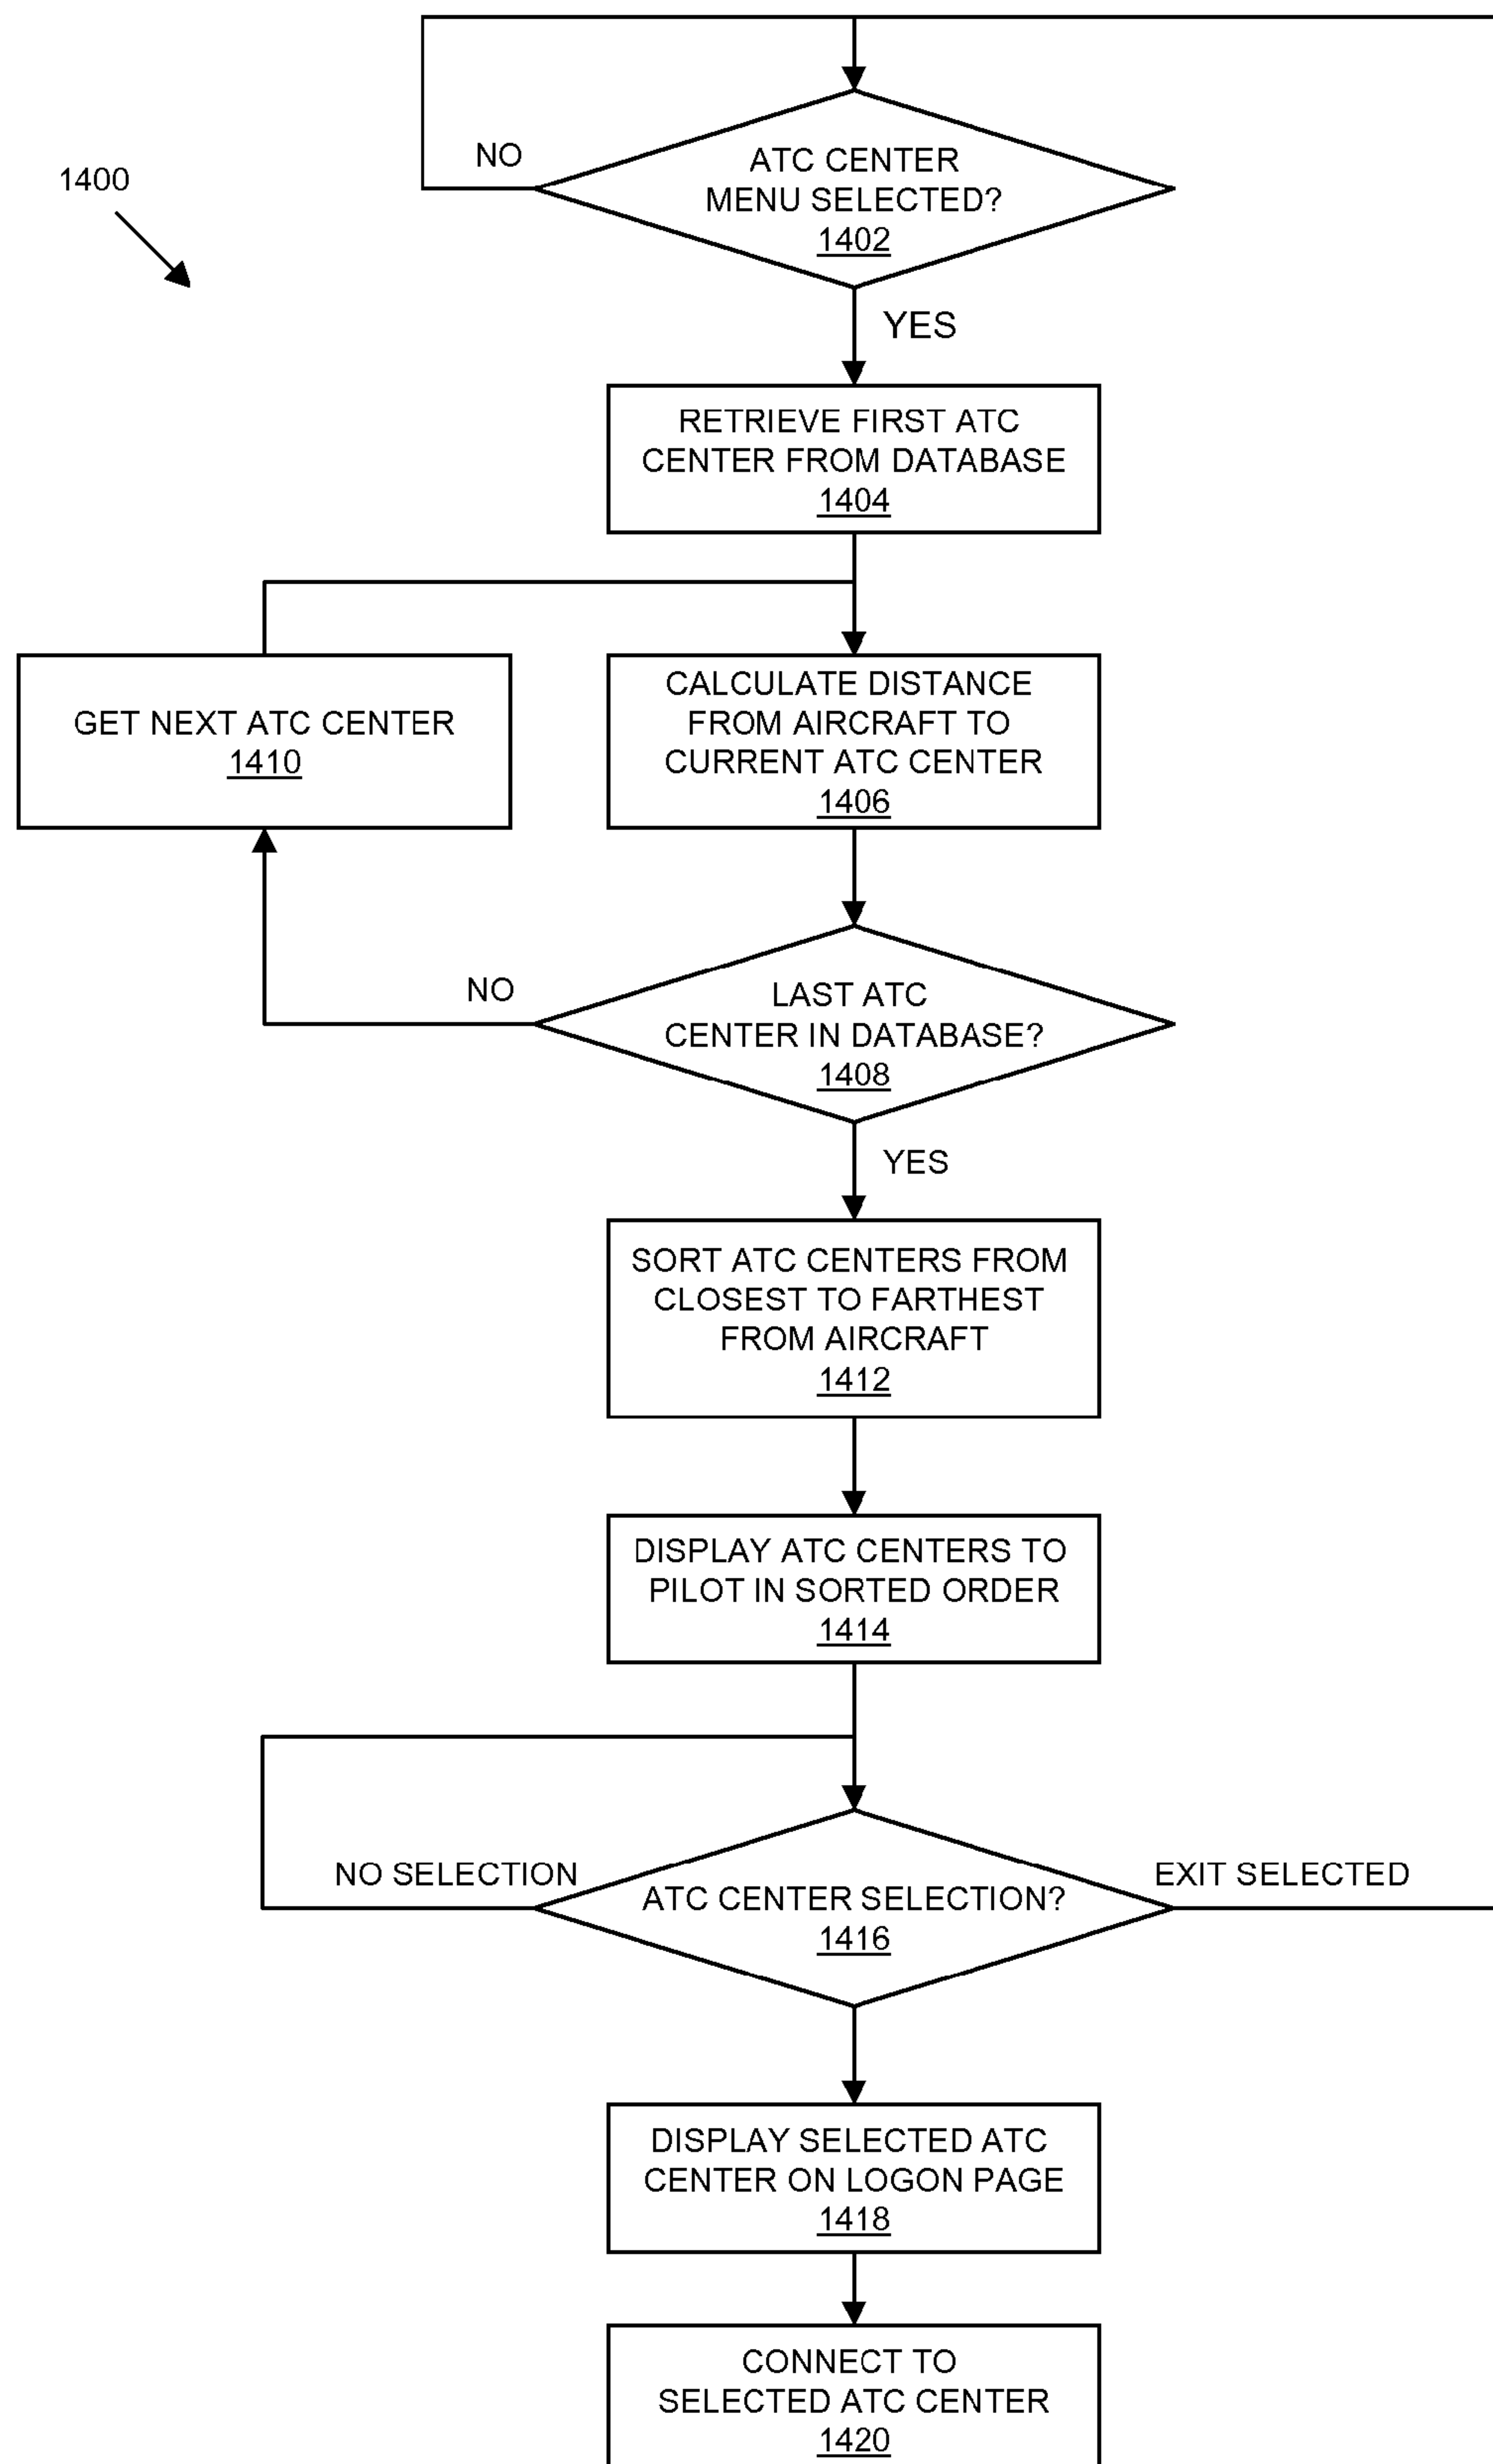 1400
NO
ATC CENTER
MENU SELECTED?
1402
YES
RETRIEVE FIRST ATC
CENTER FROM DATABASE
1404
GET NEXT ATC CENTER
1410
CALCULATE DISTANCE
FROM AIRCRAFT TO
CURRENT ATC CENTER
1406
NO
LAST ATC
CENTER IN DATABASE?
1408
YES
SORT ATC CENTERS FROM
CLOSEST TO FARTHEST
FROM AIRCRAFT
1412
DISPLAY ATC CENTERS TO
PILOT IN SORTED ORDER
1414
NO SELECTION
ATC CENTER SELECTION?
1416
EXIT SELECTED
DISPLAY SELECTED ATC
CENTER ON LOGON PAGE
1418
CONNECT TO
SELECTED ATC CENTER
1420